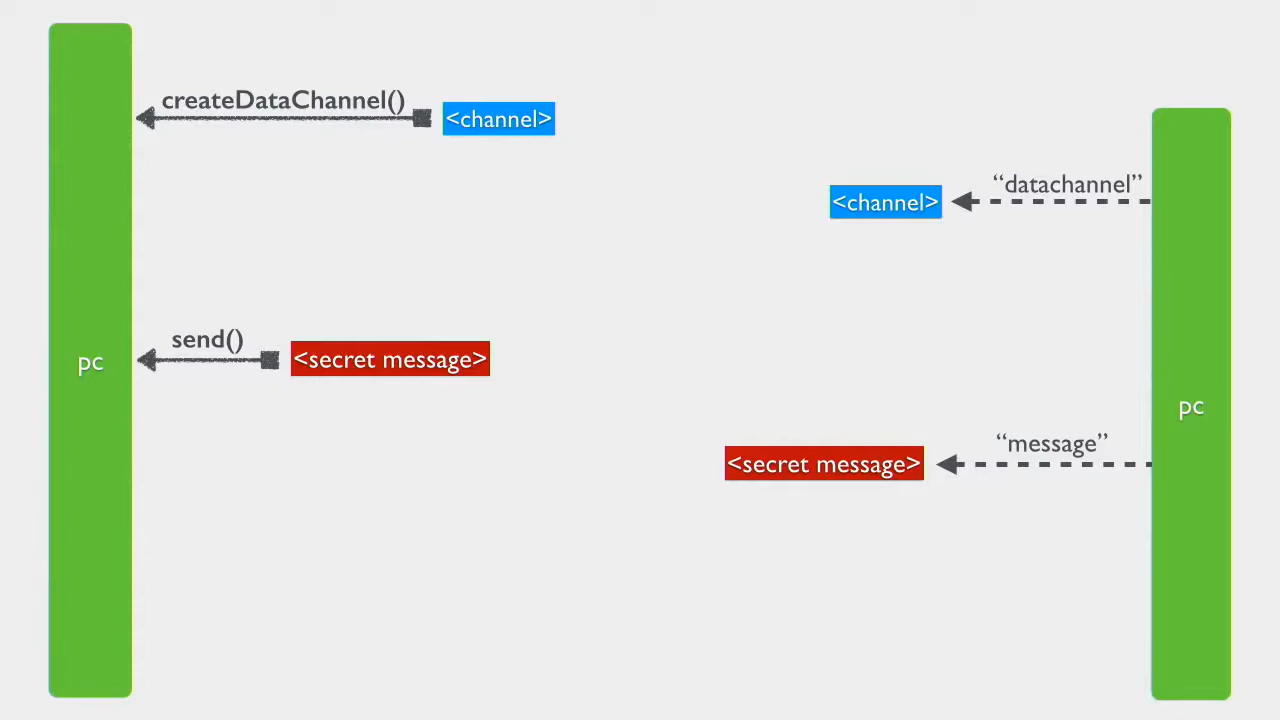 createDataChannel()
<channel>
“datachannel”
<channel>
send()
<secret message>
pc
pc
“message”
<secret message>